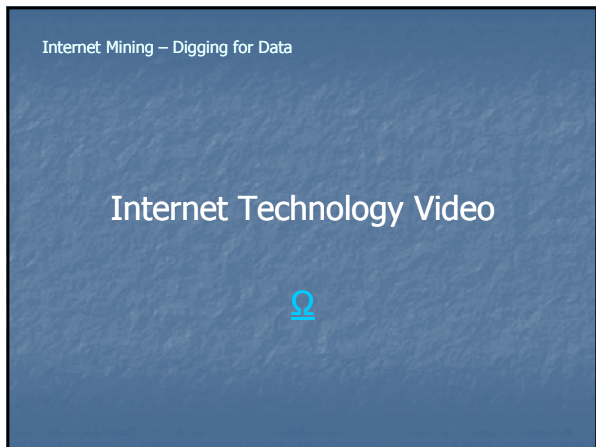 Internet Mining – Digging for Data
Internet Technology Video
Ω